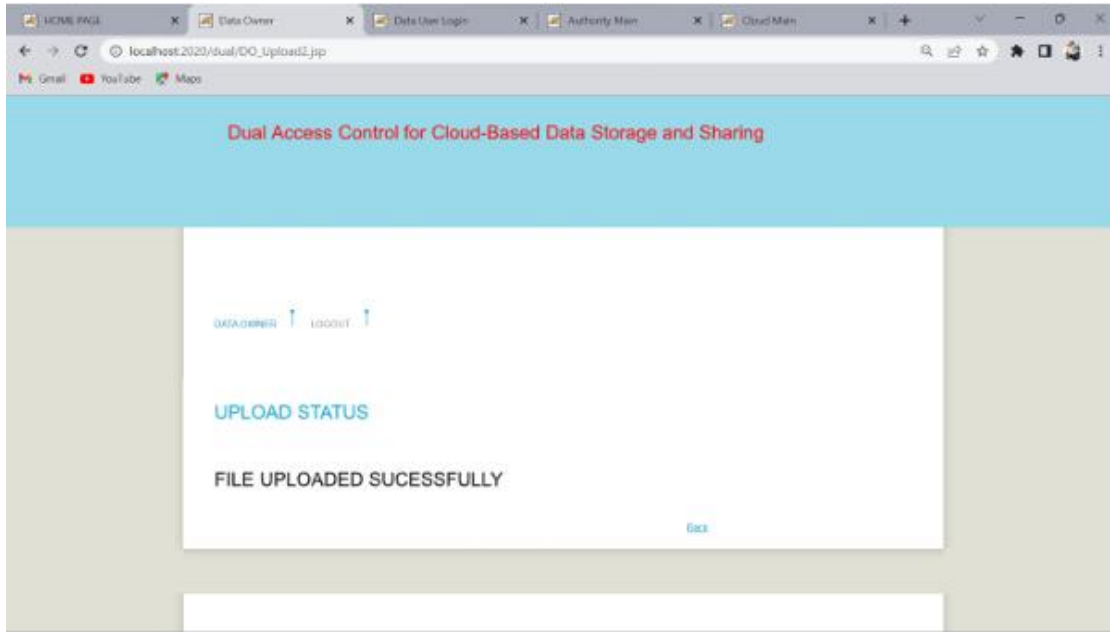 HOME PAGE Data Owner Data User Login Authority Main Cloud Main
localhost:2020/dual/DO_Upload2.jsp
Gmail YouTube Maps
Dual Access Control for Cloud-Based Data Storage and Sharing
DATA OWNER LOGOUT
UPLOAD STATUS
FILE UPLOADED SUCESSFULLY
Back